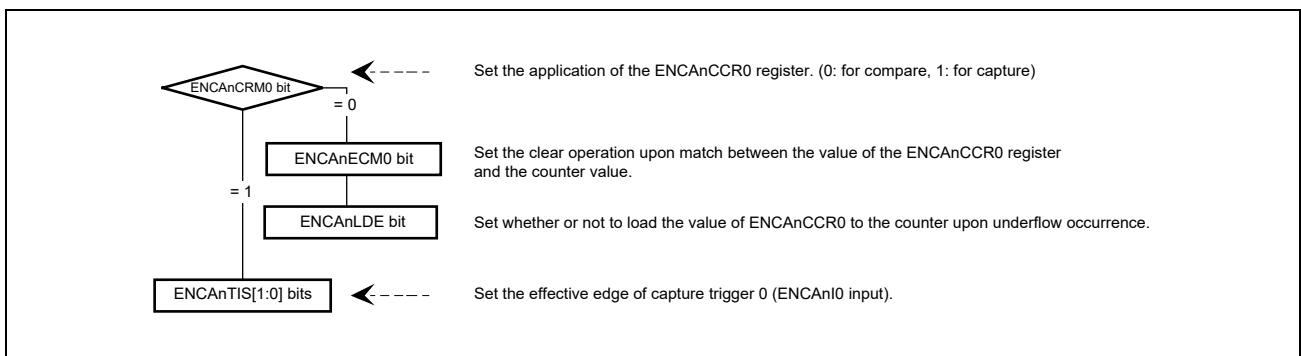 Set the application of the ENCAnCCR0 register. (0: for compare, 1: for capture)
ENCAnCRM0 bit
= 0
ENCAnECM0 bit
Set the clear operation upon match between the value of the ENCAnCCR0 register
and the counter value.
= 1
ENCAnLDE bit
Set whether or not to load the value of ENCAnCCR0 to the counter upon underflow occurrence.
ENCAnTIS[1:0] bits
Set the effective edge of capture trigger 0 (ENCAnI0 input).